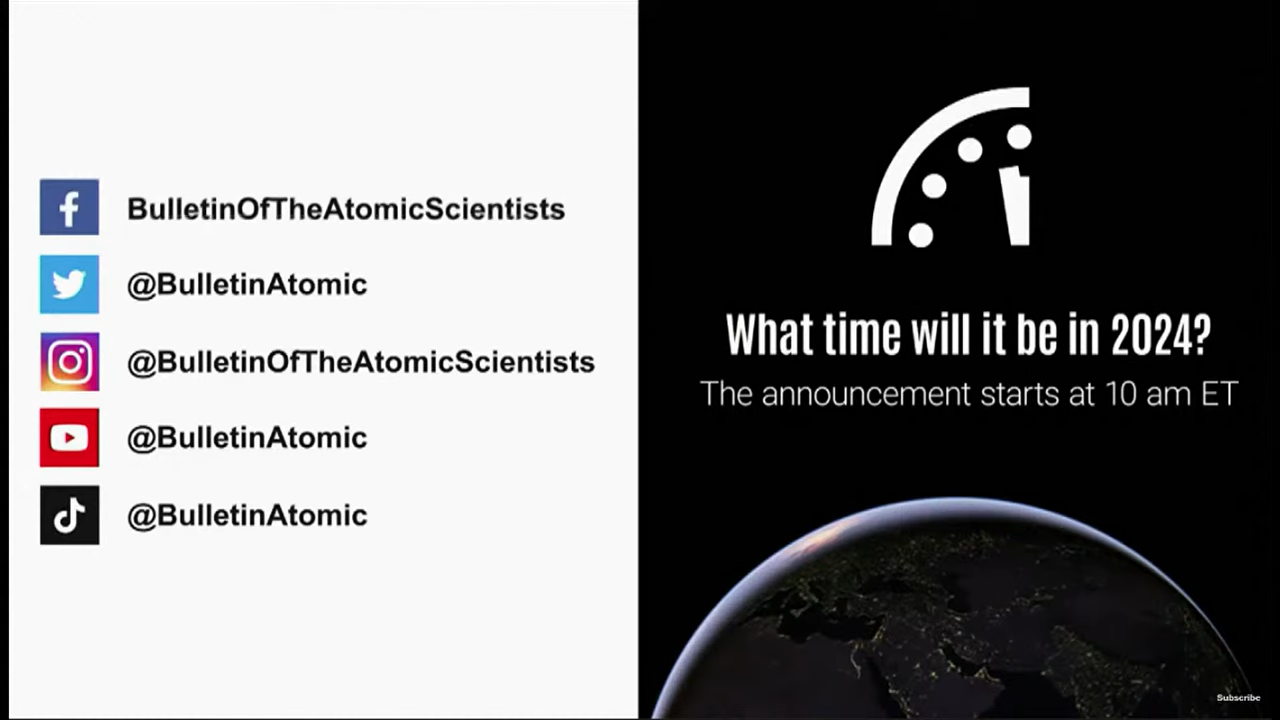 BulletinOfTheAtomicScientists
@BulletinAtomic
@BulletinOfTheAtomicScientists
@BulletinAtomic
@BulletinAtomic
What time will it be in 2024?
The announcement starts at 10 am ET
Subscribe